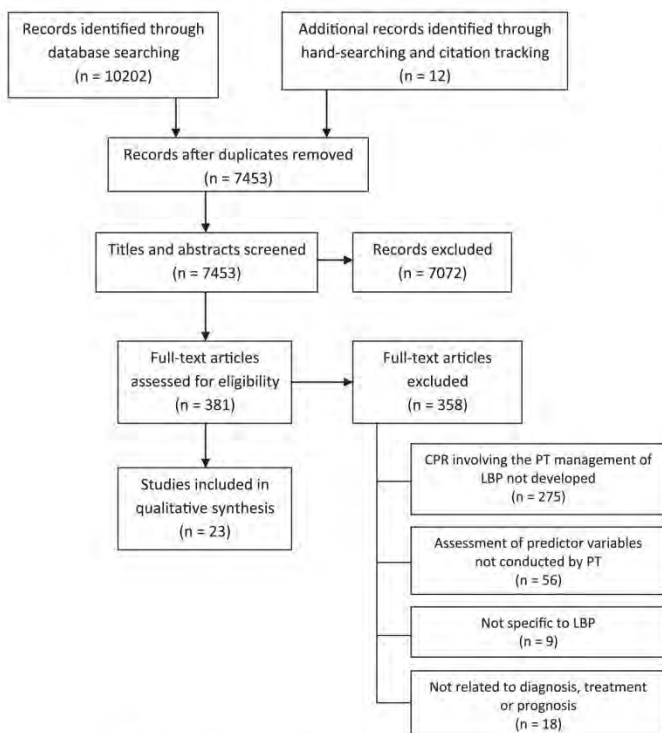 Records identified through
database searching
(n = 10202)
Additional records identified through
hand-searching and citation tracking
(n = 12)
Records after duplicates removed
(n = 7453)
Titles and abstracts screened
(n = 7453)
Records excluded
(n = 7072)
Full-text articles
assessed for eligibility
(n = 381)
Full-text articles
excluded
(n = 358)
Studies included in
qualitative synthesis
(n = 23)
CPR involving the PT management of
LBP not developed
(n = 275)
Assessment of predictor variables
not conducted by PT
(n = 56)
Not specific to LBP
(n = 9)
Not related to diagnosis, treatment
or prognosis
(n = 18)